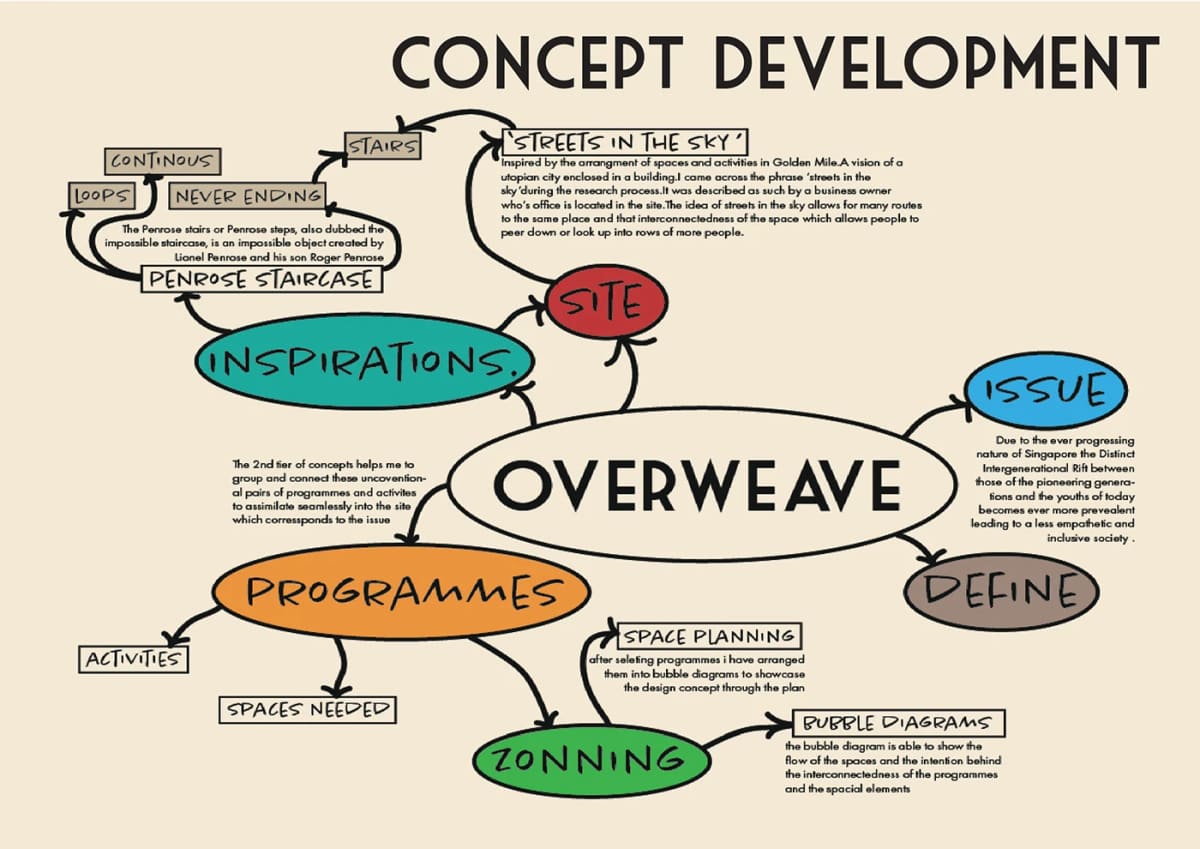 CONCEPT DEVELOPMENT
STAIRS
'STREETS IN THE SKY'
Inspired by the arrangment of spaces and activities in Golden Mile.A vision of a
utopian city enclosed in a building.I came across the phrase 'streets in the
sky'during the research process.It was described as such by a business owner
who's office is located in the site.The idea of streets in the sky allows for many routes
to the same place and that interconnectedness of the space which allows people to
peer down or look up into rows of more people.
CONTINOUS
LOOPS
NEVER ENDING
The Penrose stairs or Penrose steps, also dubbed the
impossible staircase, is an impossible object created by
Lionel Penrose and his son Roger Penrose
PENROSE STAIRCASE
SITE
INSPIRATIONS.
ISSUE
Due to the ever progressing
nature of Singapore the Distinct
Intergenerational Rift between
those of the pioneering genera-
tions and the youths of today
becomes ever more prevealent
leading to a less empathetic and
inclusive society .
OVERWEAVE
The 2nd tier of concepts helps me to
group and connect these uncovention-
al pairs of programmes and activites
to assimilate seamlessly into the site
which corresponds to the issue
DEFINE
PROGRAMMES
ACTIVITIES
SPACES NEEDED
SPACE PLANNING
after seleting programmes i have arranged
them into bubble diagrams to showcase
the design concept through the plan
ZONNING
BUBBLE DIAGRAMS
the bubble diagram is able to show the
flow of the spaces and the intention behind
the interconnectedness of the programmes
and the spacial elements